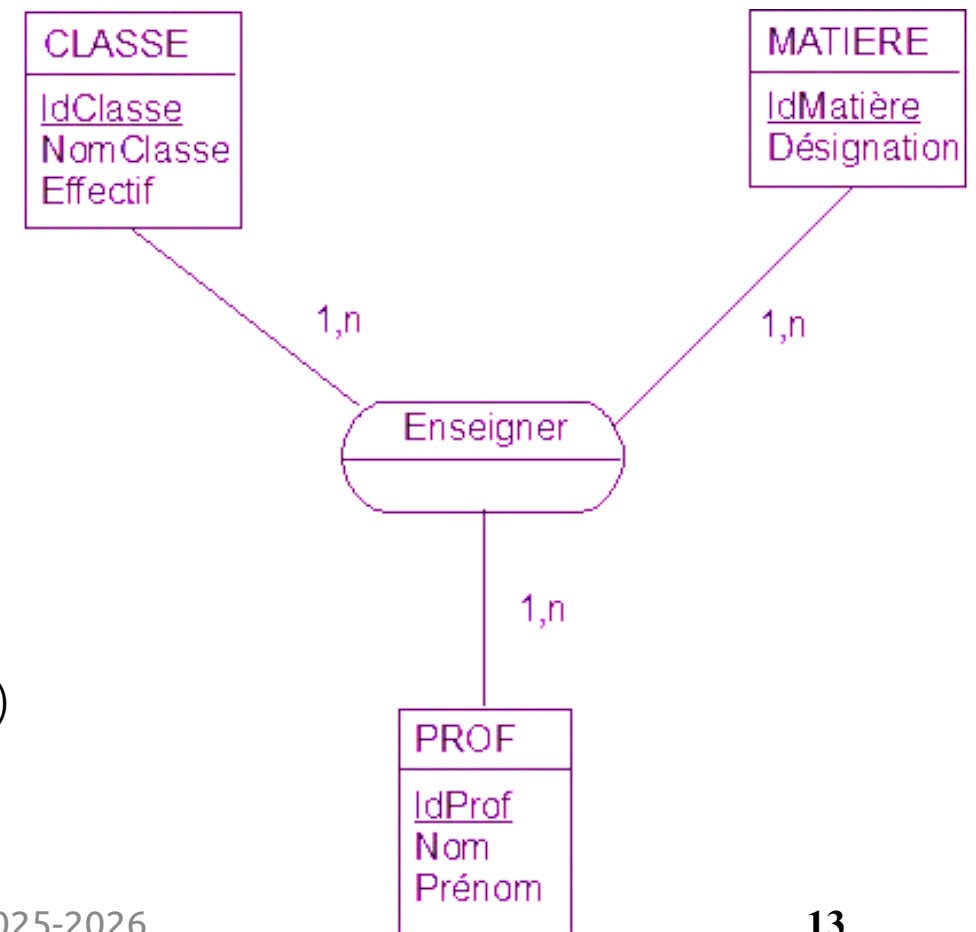 CLASSE
IdClasse
NomClasse
Effectif
MATIERE
IdMatière
Désignation
1,n
1,n
Enseigner
1,n
)
PROF
IdProf
Nom
Prénom
025-2026
13